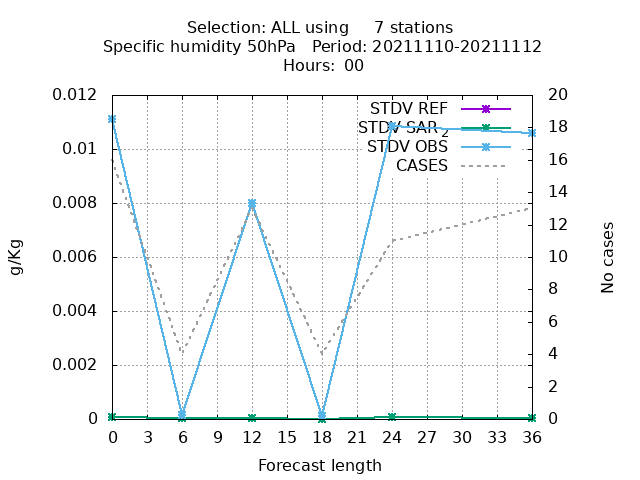 Selection: ALL using     7 stations
Specific humidity 50hPa   Period: 20211110-20211112
Hours: 00
0.012
0.01
0.008
0.006
0.004
0.002
0
g/Kg
STDV REF
STDV SAR 2
STDV OBS
CASES
20
18
16
14
12
10
8
6
4
2
0
No cases
0 3 6 9 12 15 18 21 24 27 30 33 36
Forecast length